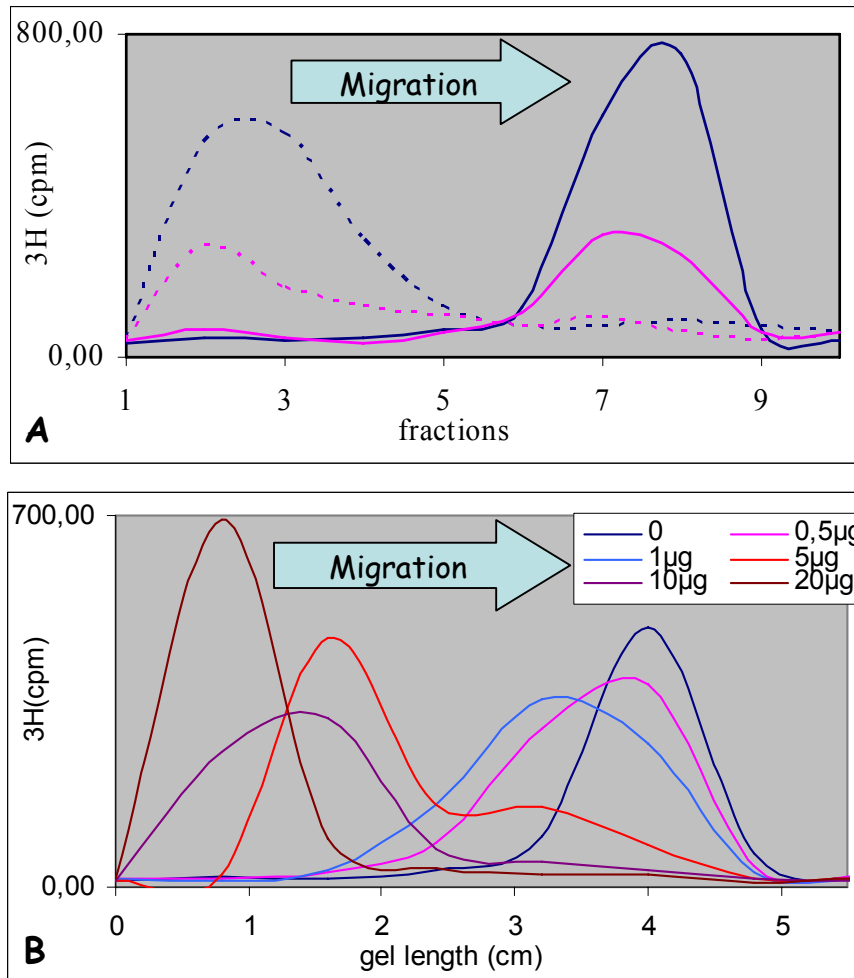 800,00
Migration
3H (cpm)
0,00
1 3 5 7 9
fractions
A
700,00
0 0,5µg
1µg 5µg
10µg 20µg
Migration
3H(cpm)
0,00
0 1 2 3 4 5
gel length (cm)
B